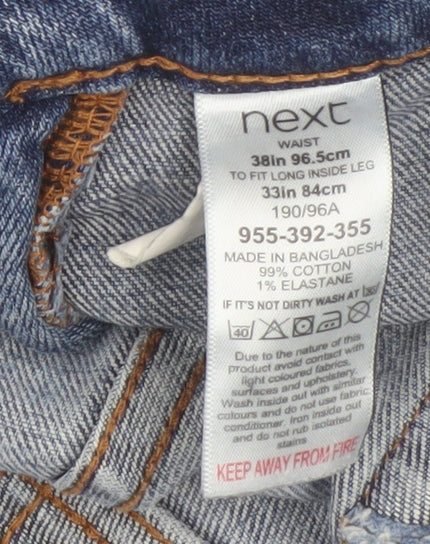 next
WAIST
38in 96.5cm
TO FIT LONG INSIDE LEG
33in 84cm
190/96A
955-392-355
MADE IN BANGLADESH
99% COTTON
1% ELASTANE
IF IT'S NOT DIRTY WASH AT 30
40
Due to the nature of this
product avoid contact with
light coloured fabrics,
surfaces and upholstery.
Wash inside out with similar
colours and do not use fabric
conditioner. Iron inside out
and do not rub isolated
stains
KEEP AWAY FROM FIRE